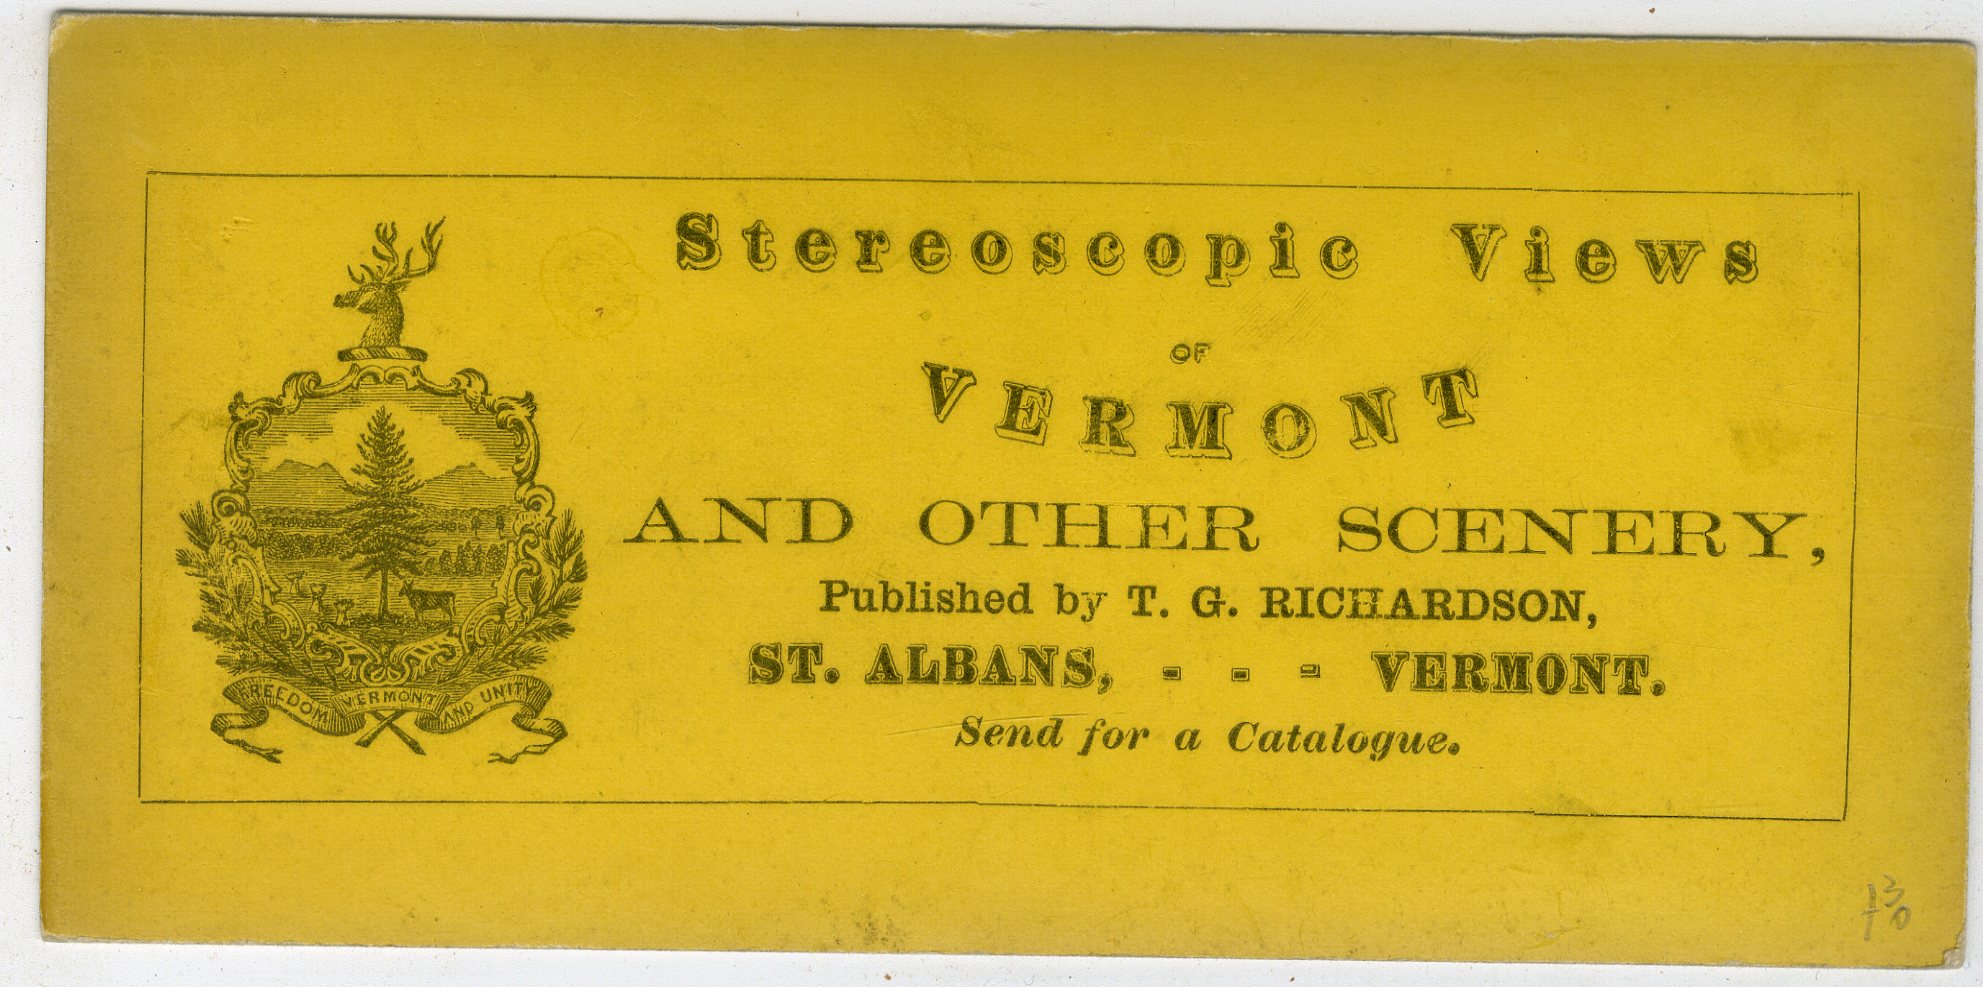 Stereoscopic Views
OF
VERMONT
AND OTHER SCENERY,
Published by T. G. RICHARDSON,
ST. ALBANS, - - - VERMONT.
Send for a Catalogue.
FREEDOM VERMONT AND UNITY